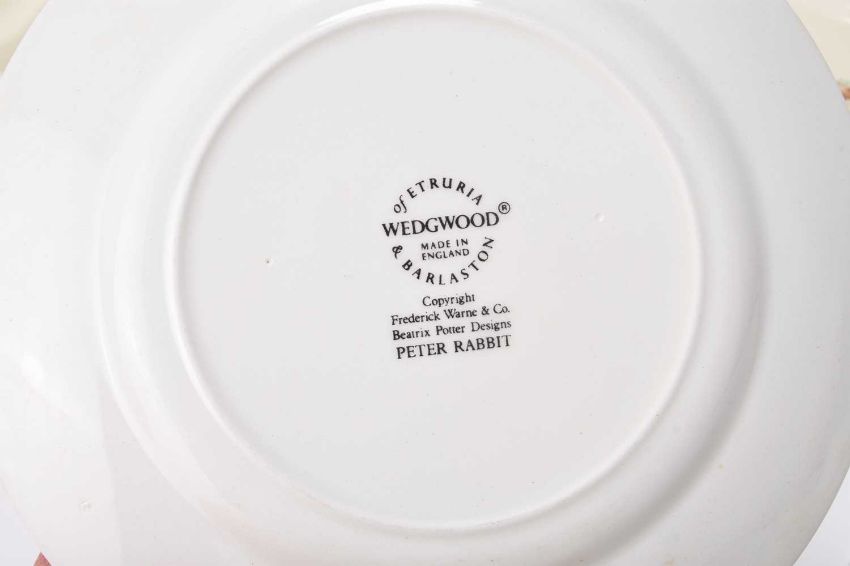 of ETRURIA
WEDGWOOD®
MADE IN
ENGLAND
& BARLASTON
Copyright
Frederick Warne & Co.
Beatrix Potter Designs
PETER RABBIT